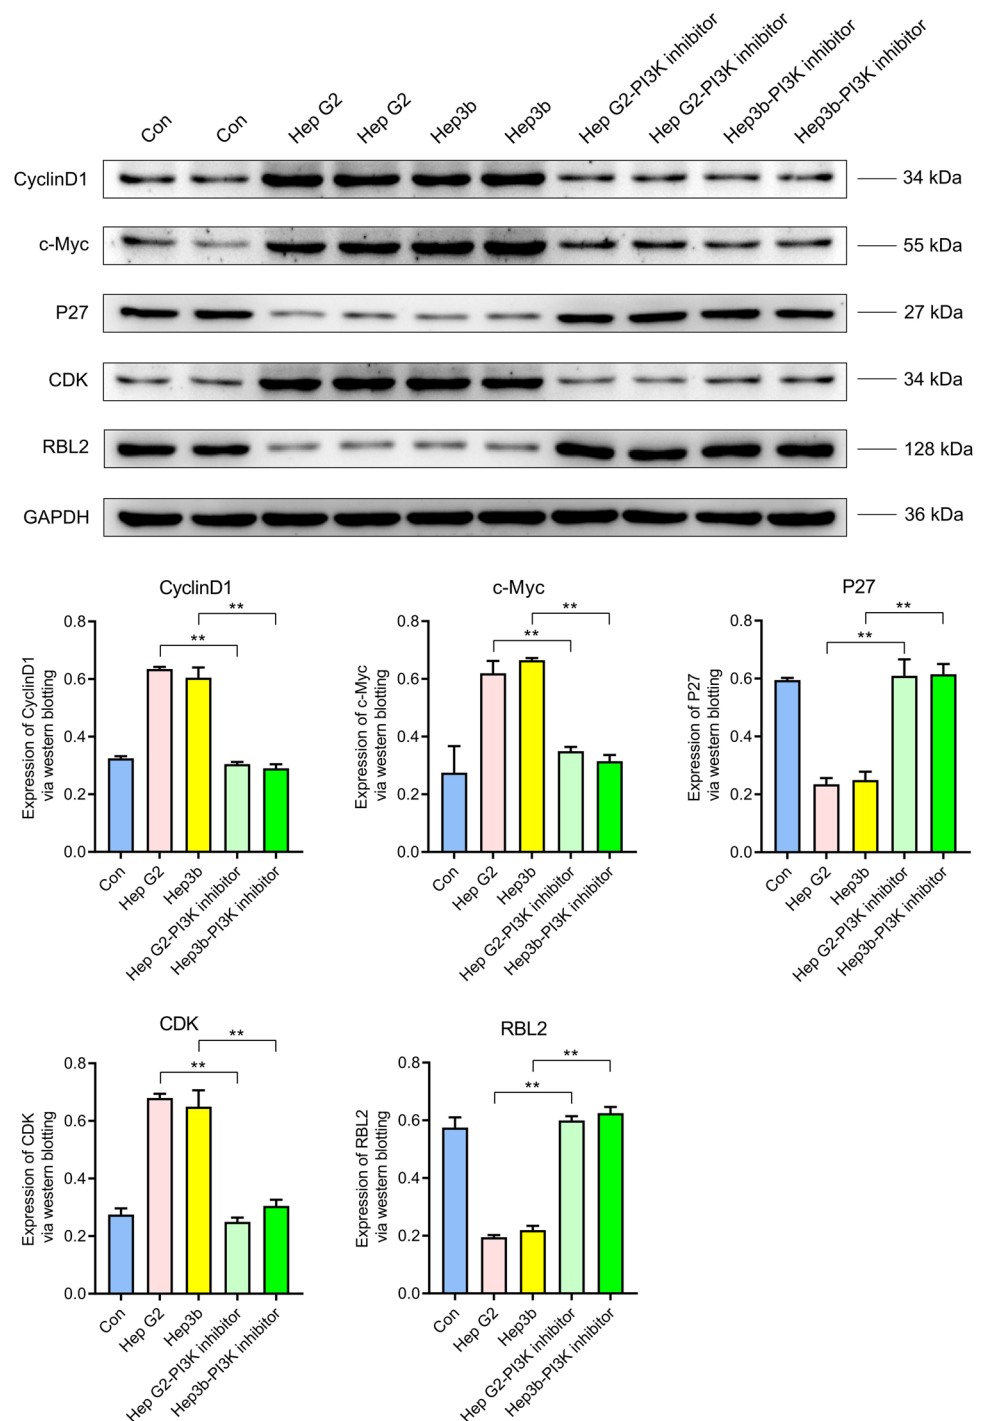 Con
Con
Hep G2
Hep G2
Hep3b
Hep3b
Hep G2-PI3K inhibitor
Hep G2-PI3K inhibitor
Hep3b-PI3K inhibitor
Hep3b-PI3K inhibitor
CyclinD1
34 kDa
c-Myc
55 kDa
P27
27 kDa
CDK
34 kDa
RBL2
128 kDa
GAPDH
36 kDa
CyclinD1
Expression of CyclinD1
via western blotting
0.8
0.6
0.4
0.2
0.0
**
**
Con
Hep G2
Hep3b
Hep G2-PI3K inhibitor
Hep3b-PI3K inhibitor
c-Myc
Expression of c-Myc
via western blotting
0.8
0.6
0.4
0.2
0.0
**
**
Con
Hep G2
Hep3b
Hep G2-PI3K inhibitor
Hep3b-PI3K inhibitor
P27
Expression of P27
via western blotting
0.8
0.6
0.4
0.2
0.0
**
**
Con
Hep G2
Hep3b
Hep G2-PI3K inhibitor
Hep3b-PI3K inhibitor
CDK
Expression of CDK
via western blotting
0.8
0.6
0.4
0.2
0.0
**
**
Con
Hep G2
Hep3b
Hep G2-PI3K inhibitor
Hep3b-PI3K inhibitor
RBL2
Expression of RBL2
via western blotting
0.8
0.6
0.4
0.2
0.0
**
**
Con
Hep G2
Hep3b
Hep G2-PI3K inhibitor
Hep3b-PI3K inhibitor